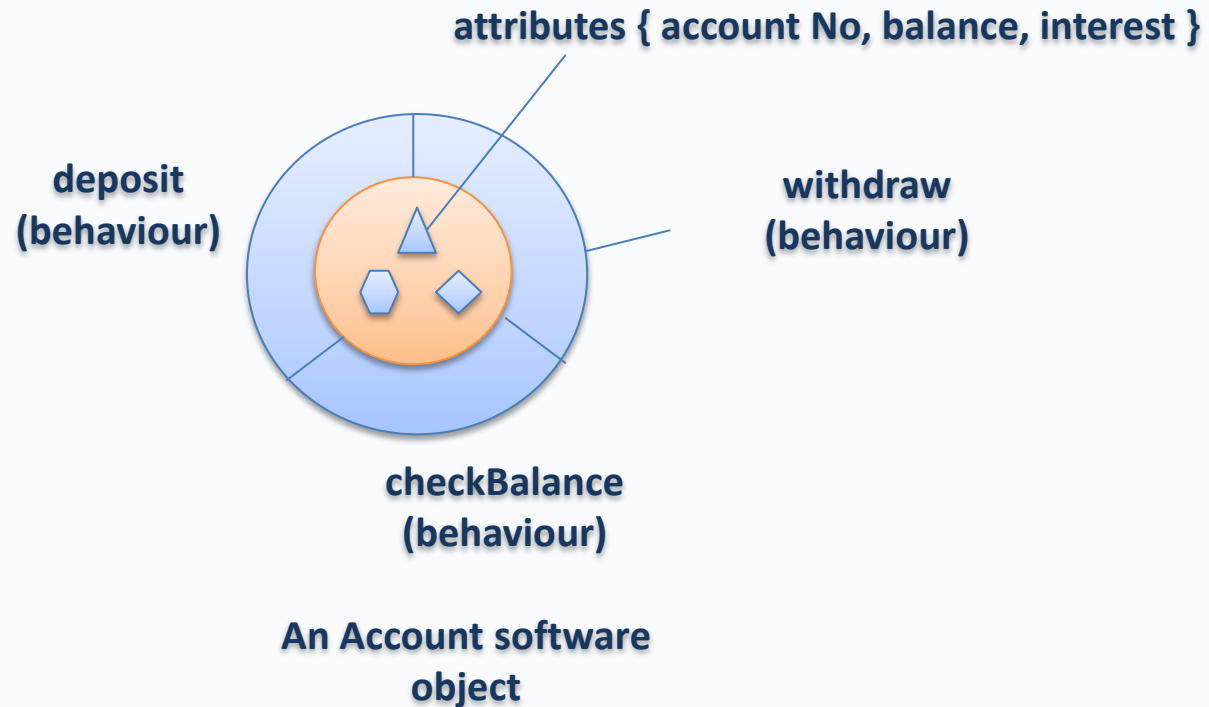 attributes { account No, balance, interest }
deposit
(behaviour)
withdraw
(behaviour)
checkBalance
(behaviour)
An Account software
object